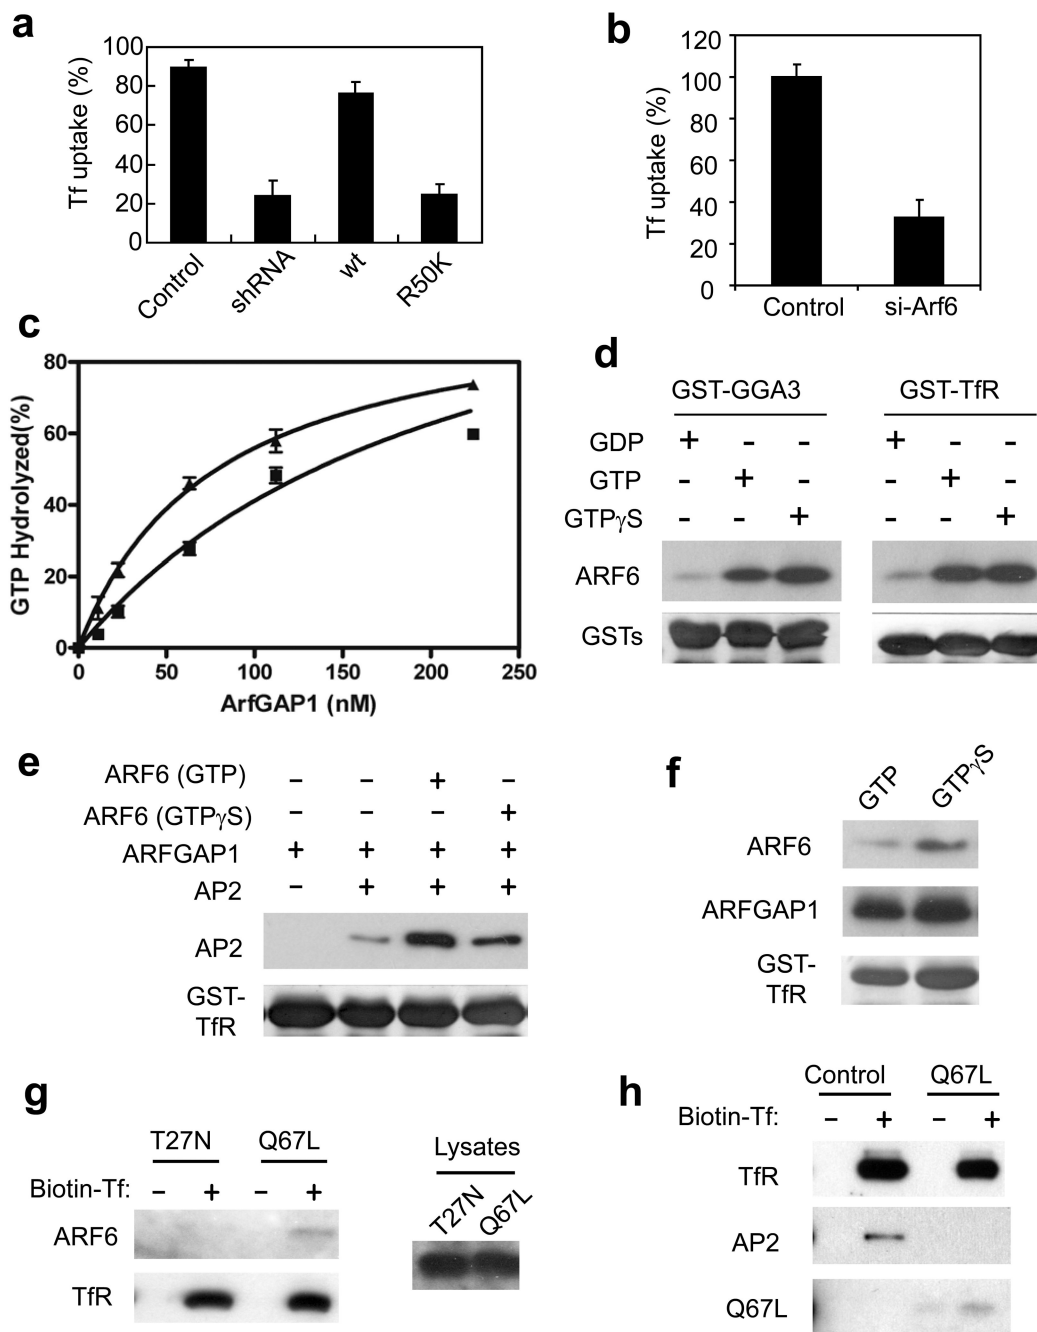 a
Tf uptake (%)
100
80
60
40
20
0
Control
shRNA
wt
R50K
b
Tf uptake (%)
120
100
80
60
40
20
0
Control
si-Arf6
c
GTP Hydrolyzed(%)
80
60
40
20
0
0
50
100
150
200
250
ArfGAP1 (nM)
d
GST-GGA3
GST-TfR
GDP + – – + – –
GTP – + – – + –
GTPγS – – + – – +
ARF6
GSTs
e
ARF6 (GTP) – – + –
ARF6 (GTPγS) – – – +
ARFGAP1 + + + +
AP2 – + + +
AP2
GST-
TfR
f
GTP
GTPγS
ARF6
ARFGAP1
GST-
TfR
g
T27N
Q67L
Biotin-Tf: – + – +
ARF6
TfR
Lysates
T27N
Q67L
h
Control
Q67L
Biotin-Tf: – + – +
TfR
AP2
Q67L